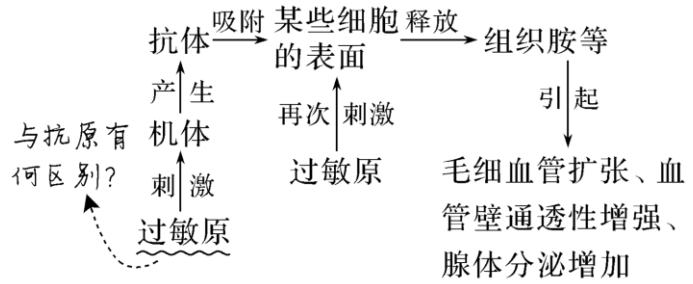 抗体
吸附
某些细胞
的表面
释放
组织胺等
产生
再次刺激
引起
与抗原有
何区别?
机体
刺激
过敏原
过敏原
毛细血管扩张、血
管壁通透性增强、
腺体分泌增加